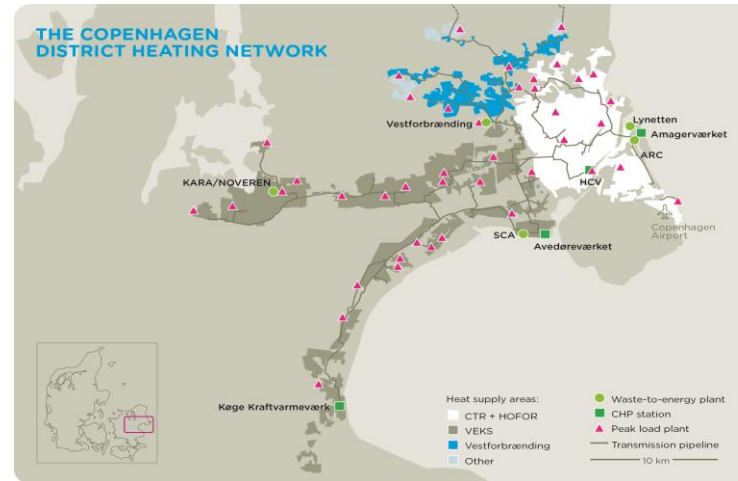 THE COPENHAGEN
DISTRICT HEATING NETWORK
Vestforbrænding
Lynetten
Amagerværket
ARC
KARA/NOVEREN
HCV
Copenhagen
Airport
SCA
Avedøreværket
Køge Kraftvarmeværk
Heat supply areas:
CTR + HOFOR
VEKS
Vestforbrænding
Other
Waste-to-energy plant
CHP station
Peak load plant
Transmission pipeline
10 km